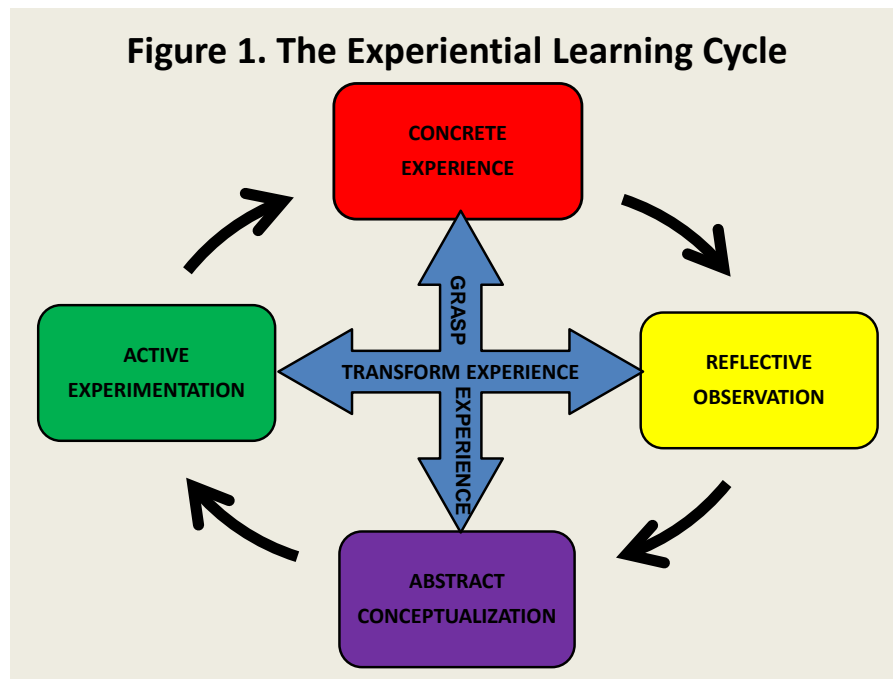 Figure 1. The Experiential Learning Cycle
CONCRETE
EXPERIENCE
GRASP
EXPERIENCE
TRANSFORM EXPERIENCE
ACTIVE
EXPERIMENTATION
REFLECTIVE
OBSERVATION
ABSTRACT
CONCEPTUALIZATION